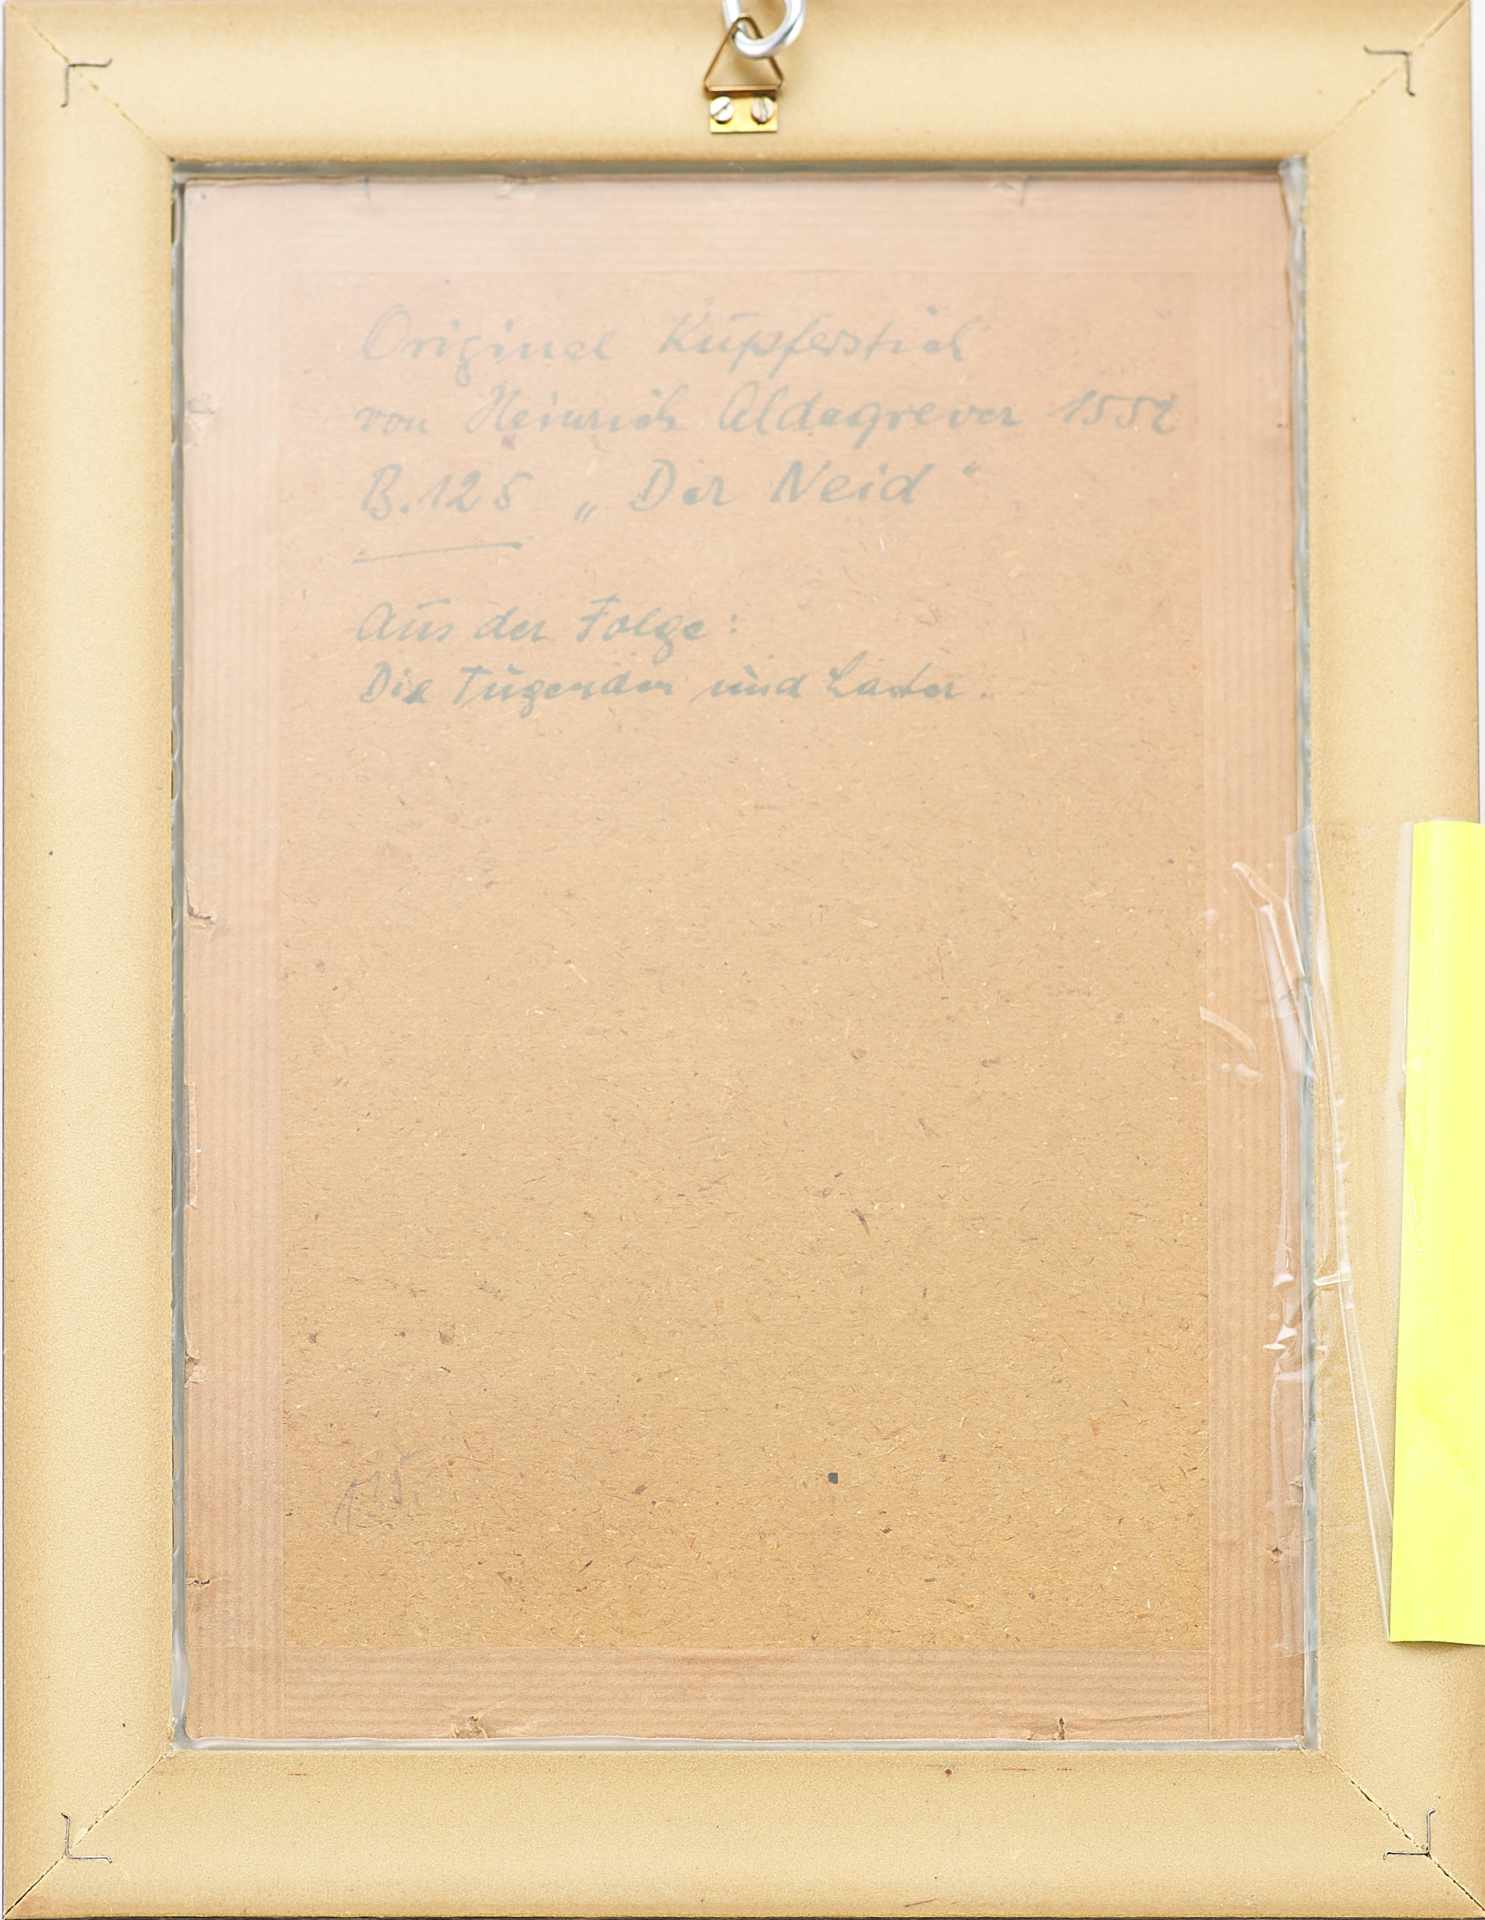 Original Kupferstich
von Heinrich Aldegrever 1552
B.125 „Der Neid“
Aus der Folge:
Die Tugenden und Laster.